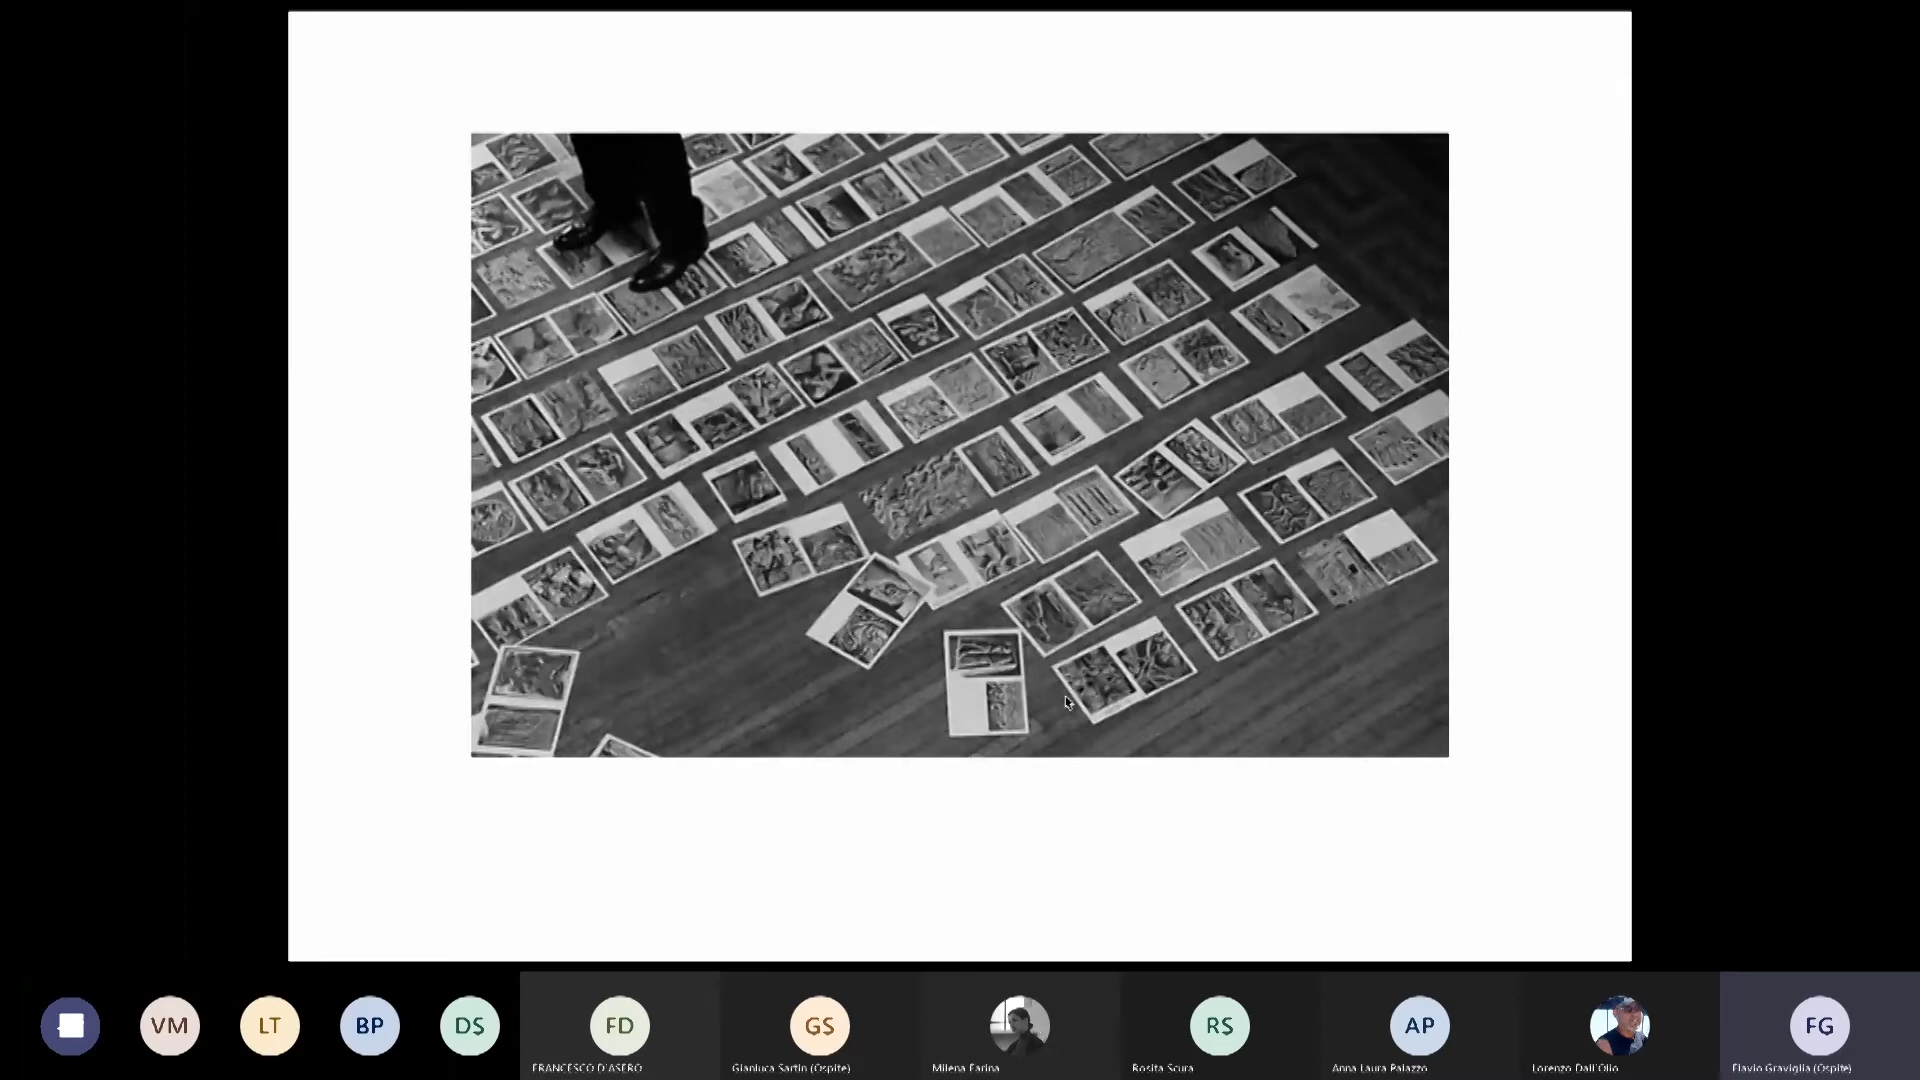 VM
LT
BP
DS
FD
GS
RS
AP
FG
FRANCESCO D'ASERO
Gianluca Sartin (Ospite)
Milena Farina
Rosita Scura
Anna Laura Palazzo
Lorenzo Dall'Olio
Flavio Graviglia (Ospite)